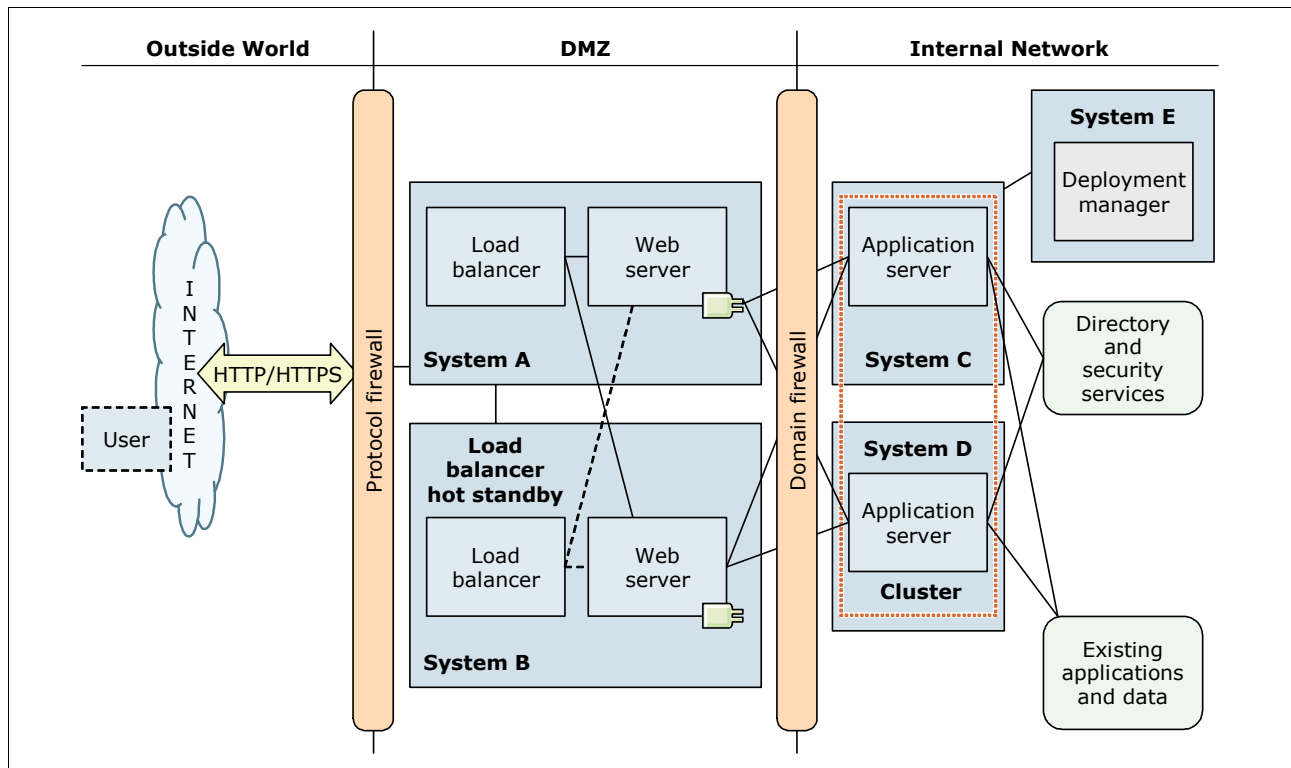 Outside World
DMZ
Internal Network
INTERNET
User
HTTP/HTTPS
Protocol firewall
Load
balancer
Web
server
System A
Load
balancer
hot standby
Load
balancer
Web
server
System B
Domain firewall
Application
server
System C
System D
Application
server
Cluster
System E
Deployment
manager
Directory
and
security
services
Existing
applications
and data